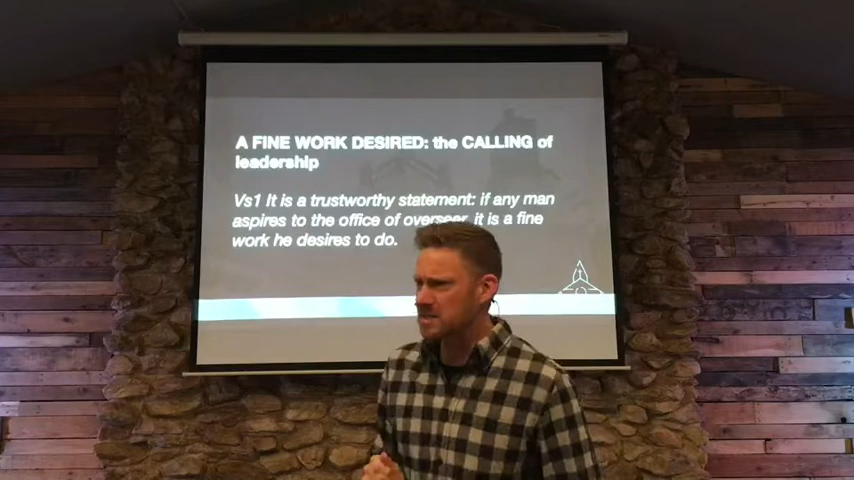 A FINE WORK DESIRED: the CALLING of
leadership
Vs1 It is a trustworthy statement: if any man
aspires to the office of overseer, it is a fine
work he desires to do.